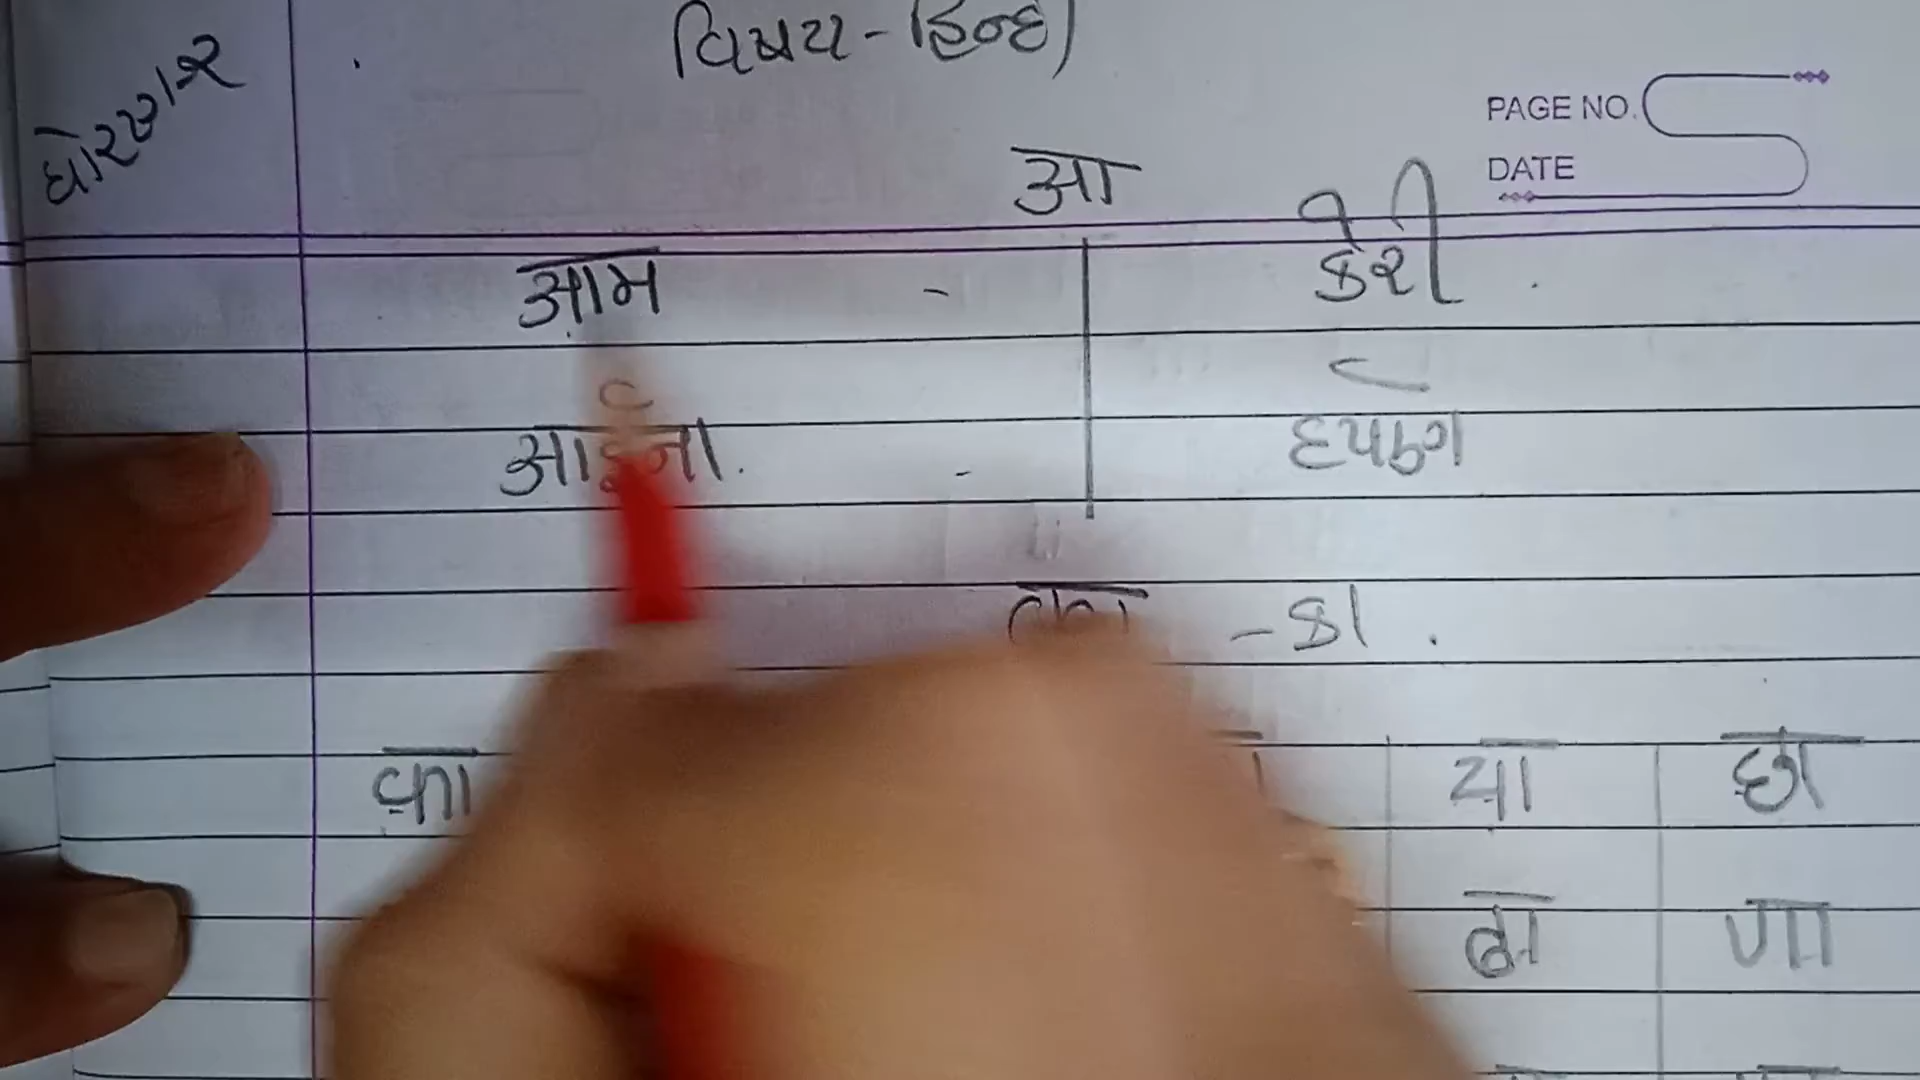 વિષય - હિન્દી
ધોરણ-૨
PAGE NO.
DATE
आ
आम - કેરી
आईना. - દર્પણ
- કા .
का या छा
ढा णा